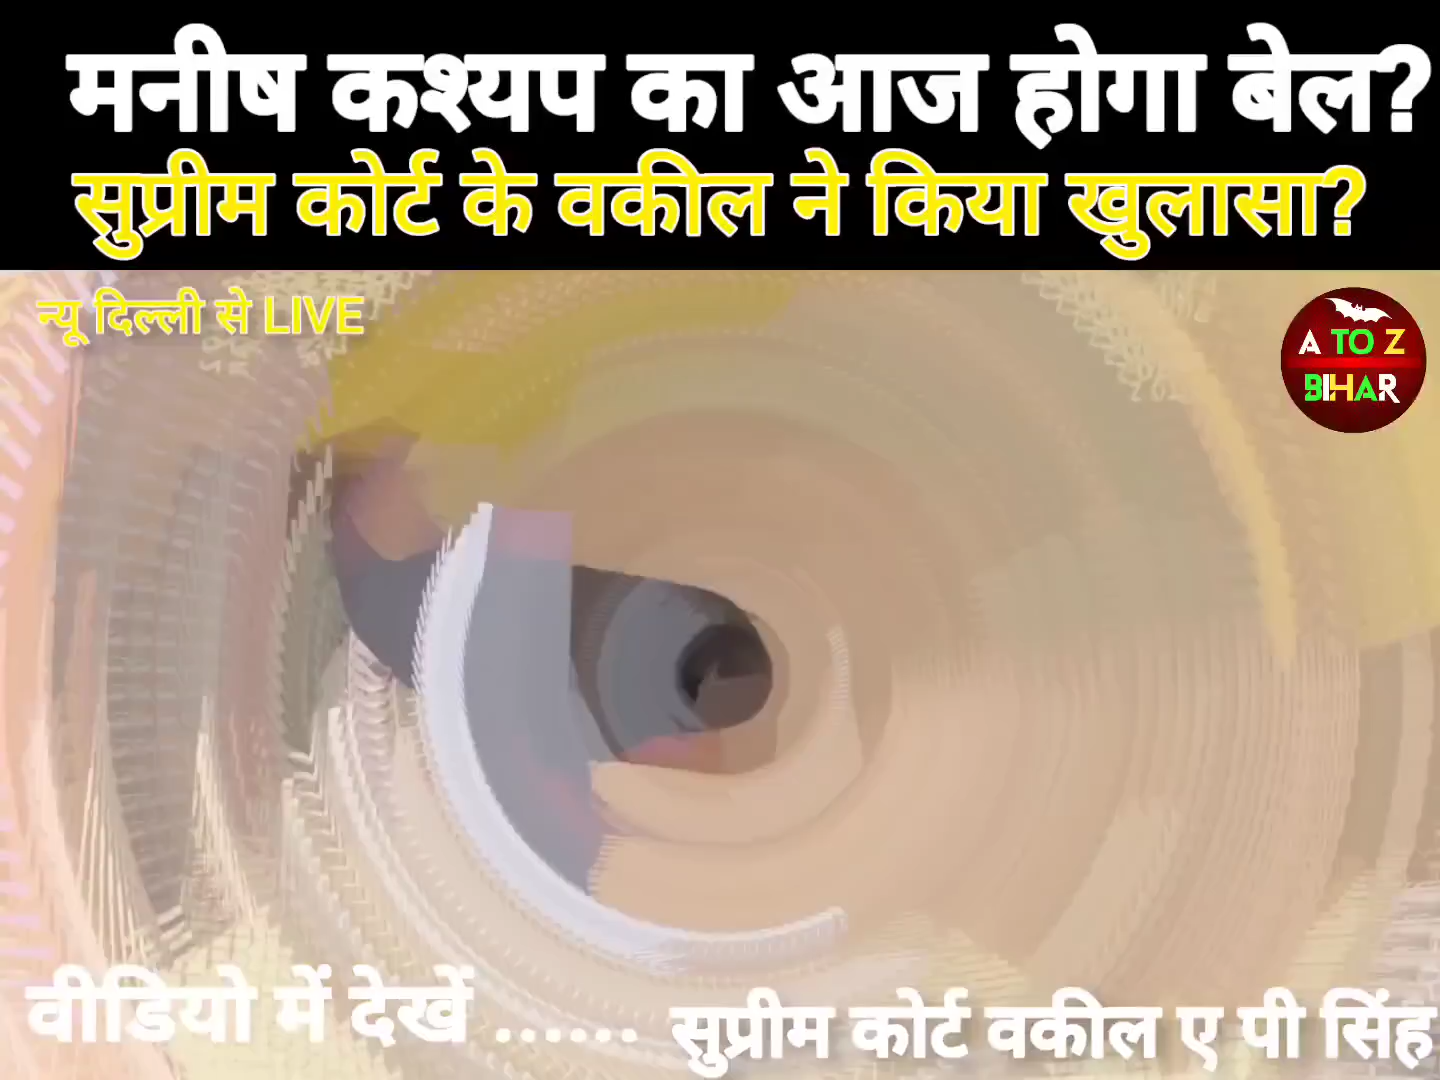 मनीष कश्यप का आज होगा बेल?
सुप्रीम कोर्ट के वकील ने किया खुलासा?
न्यू दिल्ली से LIVE
A TO Z
BIHAR
वीडियो में देखें ......
सुप्रीम कोर्ट वकील ए पी सिंह